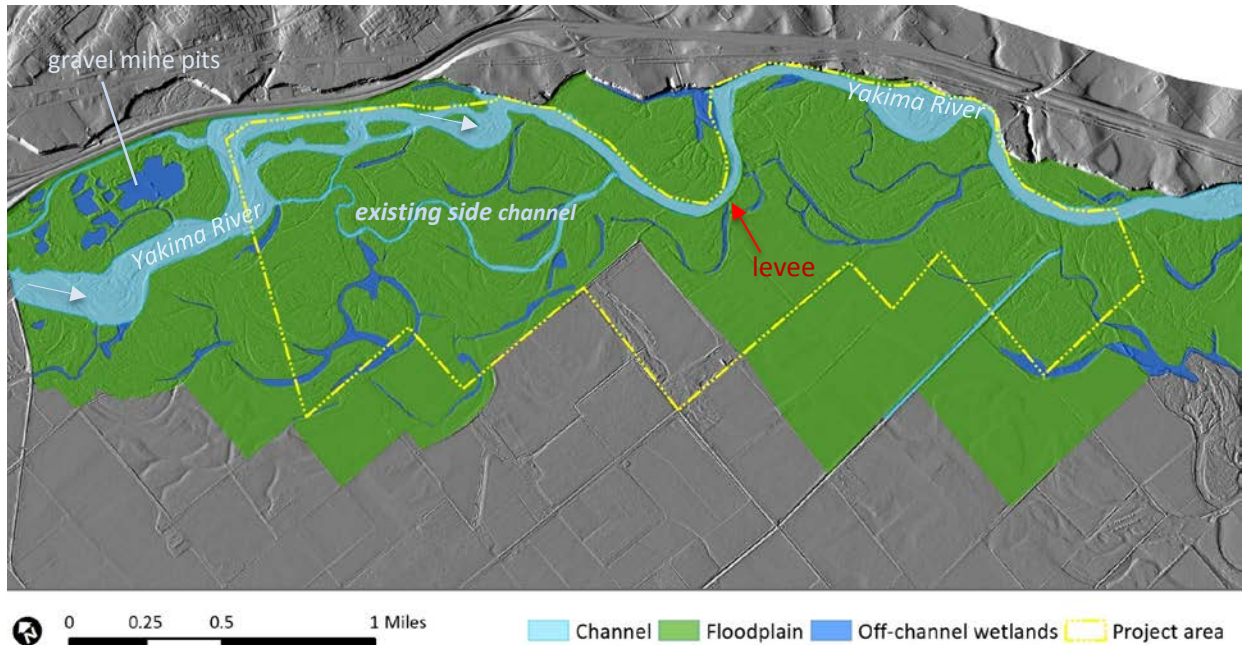 gravel mihe pits
Yakima River
existing side channel
Yakima River
levee
0 0.25 0.5 1 Miles
Channel Floodplain Off-channel wetlands Project area